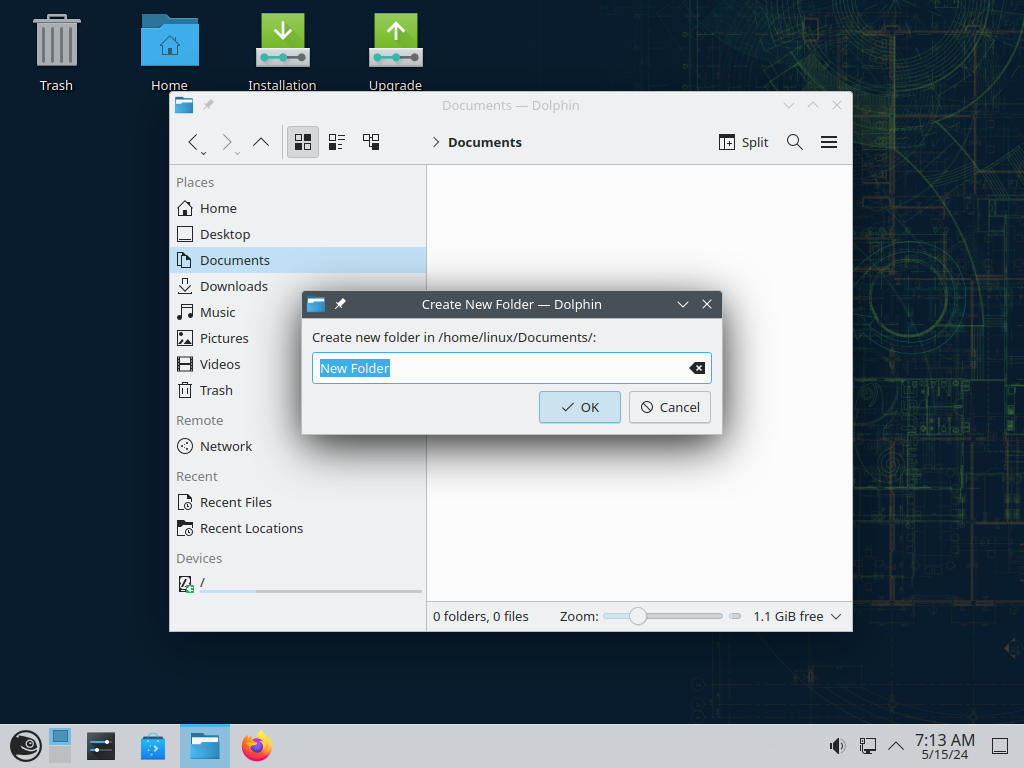 Trash
Home
Installation
Upgrade
Documents — Dolphin
Documents
Split
Places
Home
Desktop
Documents
Downloads
Music
Pictures
Videos
Trash
Remote
Network
Recent
Recent Files
Recent Locations
Devices
/
Create New Folder — Dolphin
Create new folder in /home/linux/Documents/:
New Folder
OK
Cancel
0 folders, 0 files
Zoom:
1.1 GiB free
7:13 AM
5/15/24